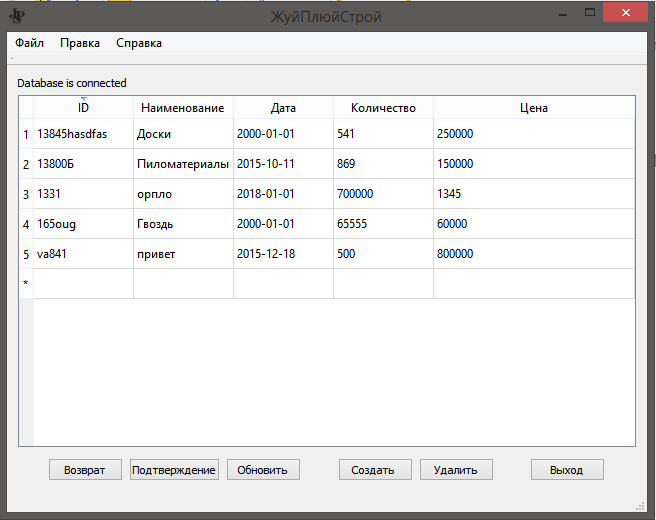 ЖуйПлюйСтрой
Файл Правка Справка
Database is connected
ID Наименование Дата Количество Цена
1 13845hasdfas Доски 2000-01-01 541 250000
2 13800Б Пиломатериалы 2015-10-11 869 150000
3 1331 орпло 2018-01-01 700000 1345
4 165oug Гвоздь 2000-01-01 65555 60000
5 va841 привет 2015-12-18 500 800000
*
Возврат Подтверждение Обновить Создать Удалить Выход